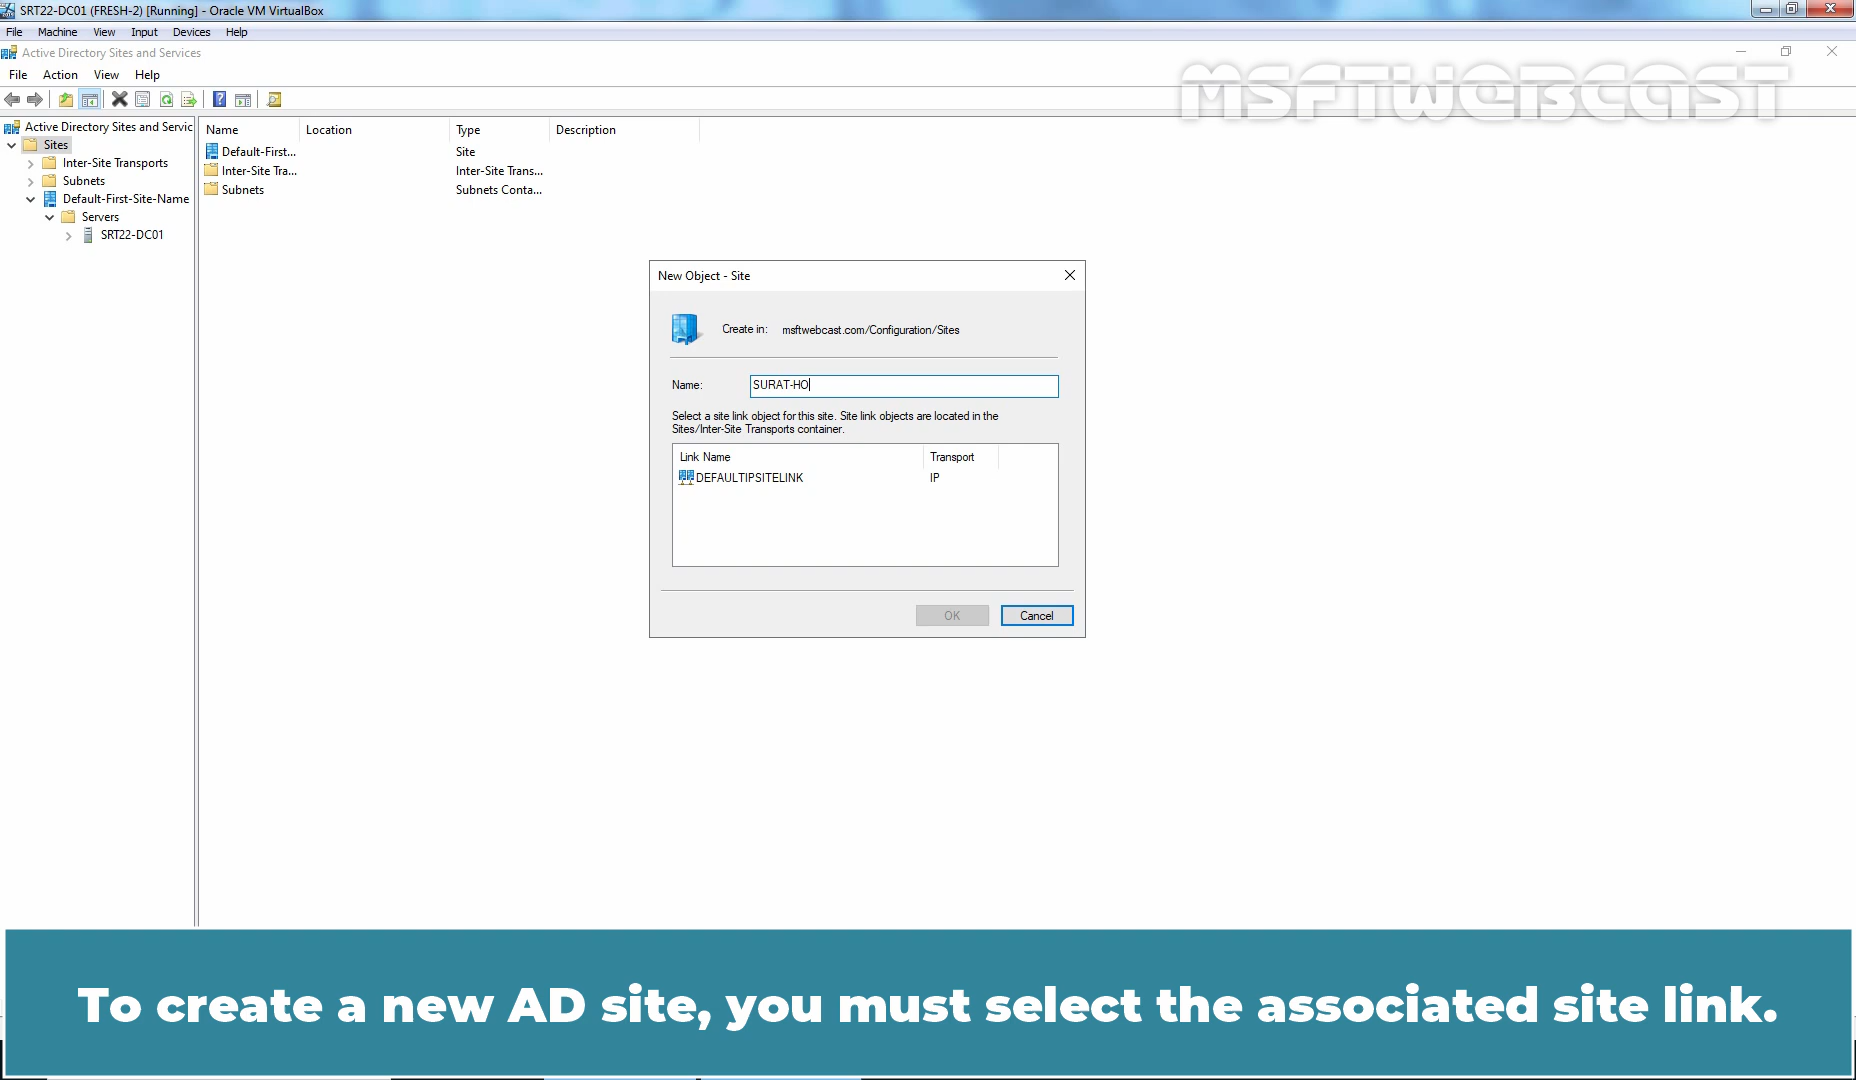 SRT22-DC01 (FRESH-2) [Running] - Oracle VM VirtualBox
File Machine View Input Devices Help
Active Directory Sites and Services
File Action View Help
MSFTWEBCAST
Active Directory Sites and Servic
Sites
Inter-Site Transports
Subnets
Default-First-Site-Name
Servers
SRT22-DC01
Name Location Type Description
Default-First... Site
Inter-Site Tra... Inter-Site Trans...
Subnets Subnets Conta...
New Object - Site
Create in: msftwebcast.com/Configuration/Sites
Name: SURAT-HO
Select a site link object for this site. Site link objects are located in the
Sites/Inter-Site Transports container.
Link Name Transport
DEFAULTIPSITELINK IP
OK Cancel
To create a new AD site, you must select the associated site link.